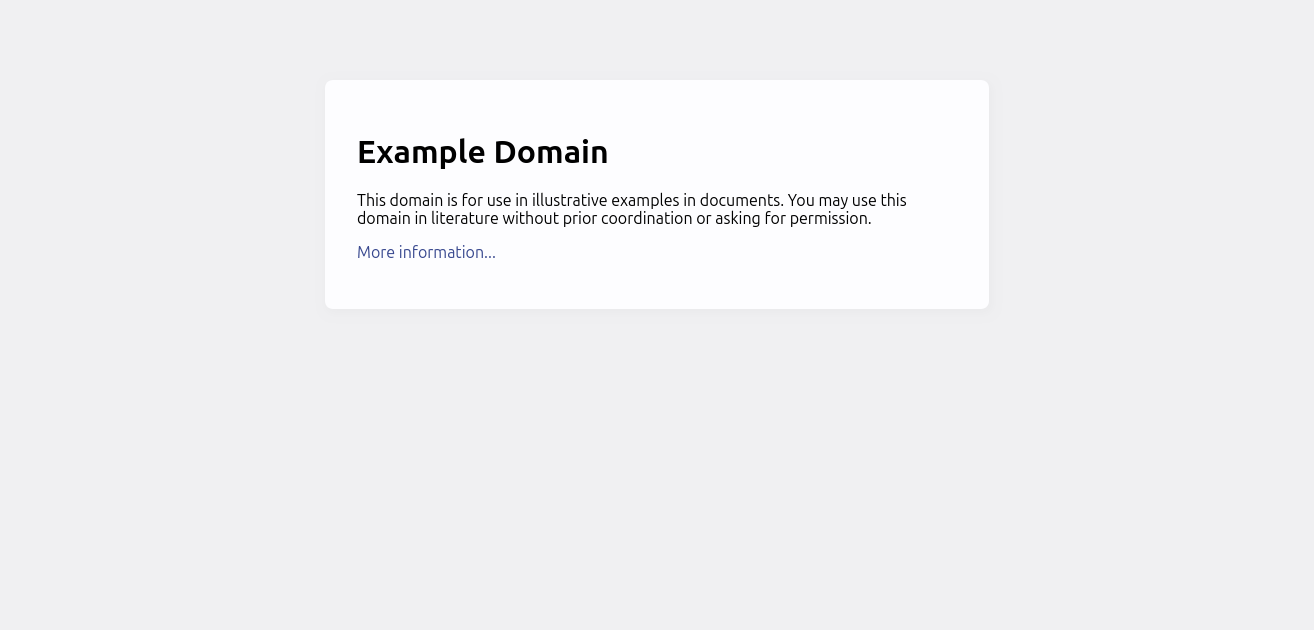 Example Domain
This domain is for use in illustrative examples in documents. You may use this
domain in literature without prior coordination or asking for permission.
More information...